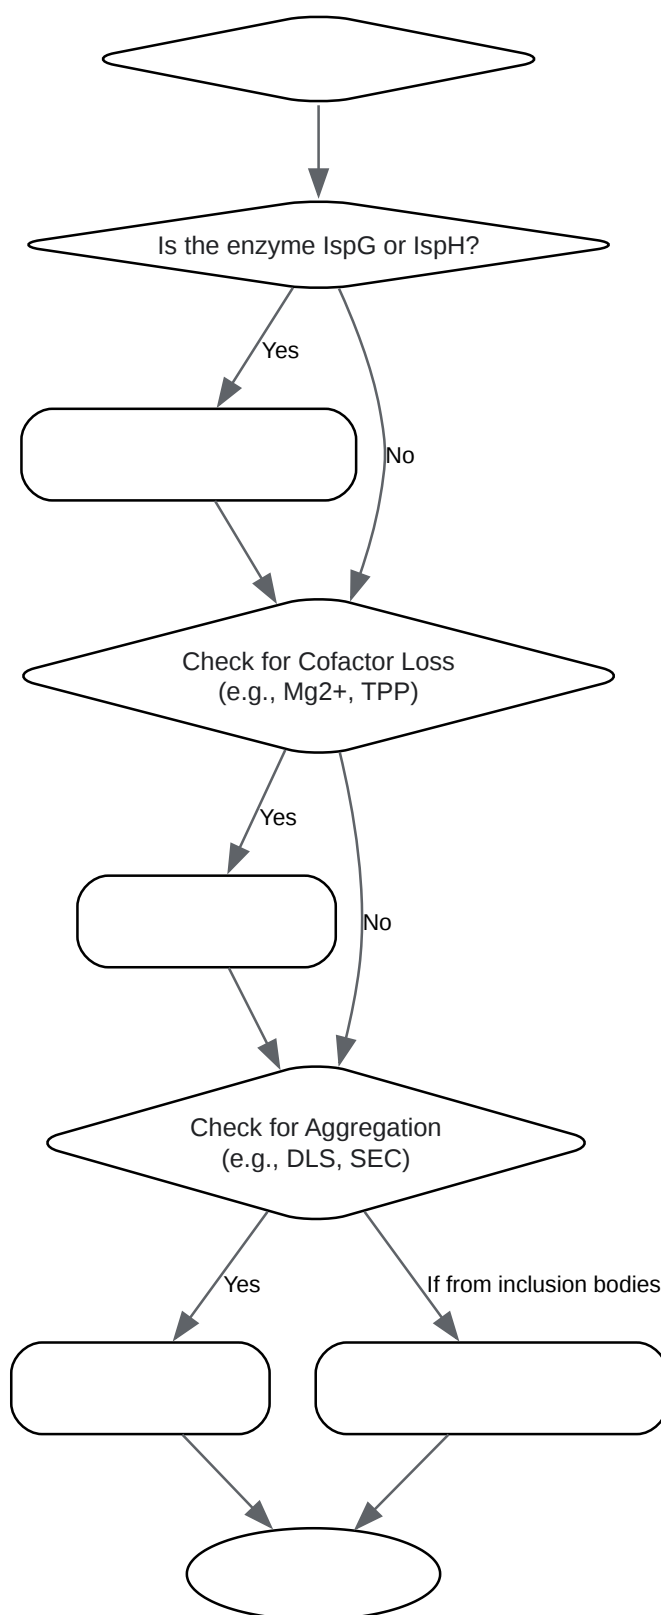 Is the enzyme IspG or IspH?
Yes
No
Check for Cofactor Loss
(e.g., Mg2+, TPP)
Yes
No
Check for Aggregation
(e.g., DLS, SEC)
Yes
If from inclusion bodies